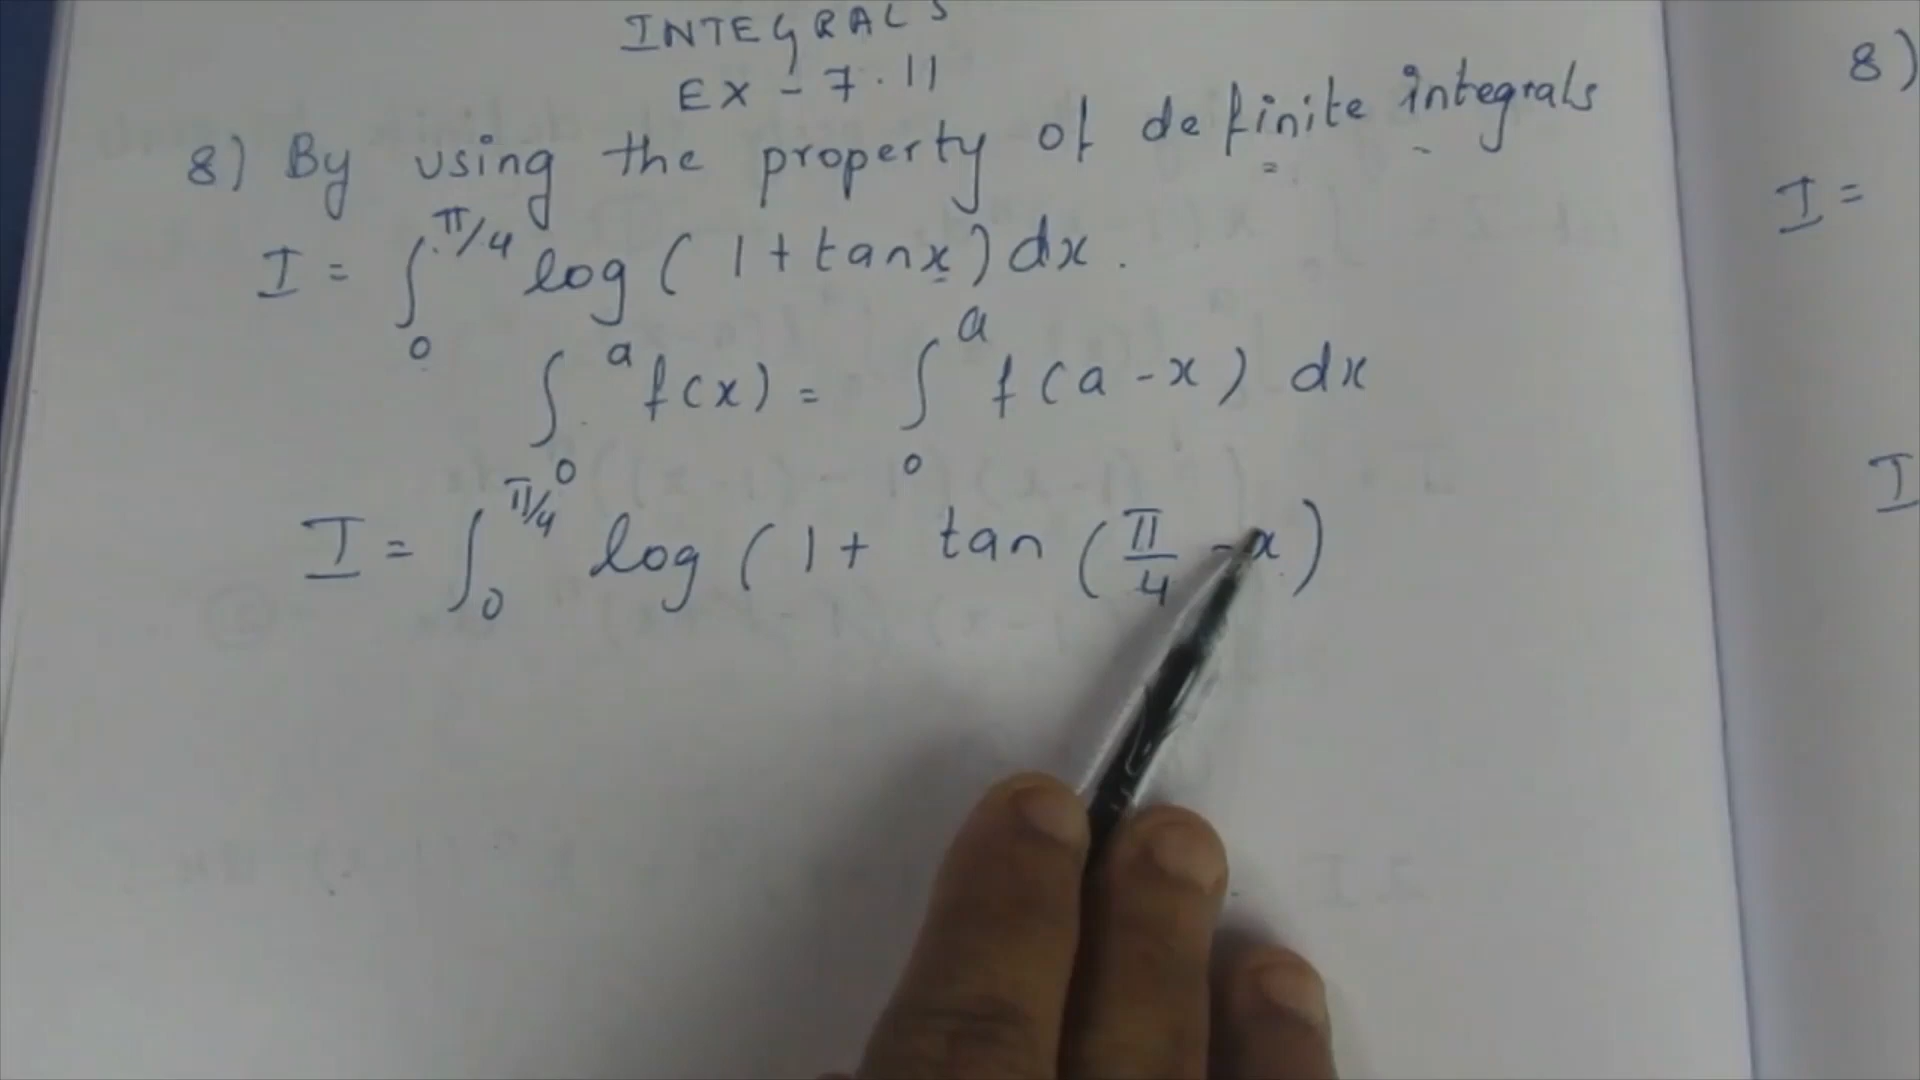 INTEGRALS
EX - 7.11
8) By using the property of definite integrals
I = ∫₀^π/4 log ( 1 + tanx ) dx .
∫₀^a f(x) = ∫₀^a f ( a - x ) dx
I = ∫₀^π/4 log ( 1 + tan ( π/4 - x )
8)
I =
I